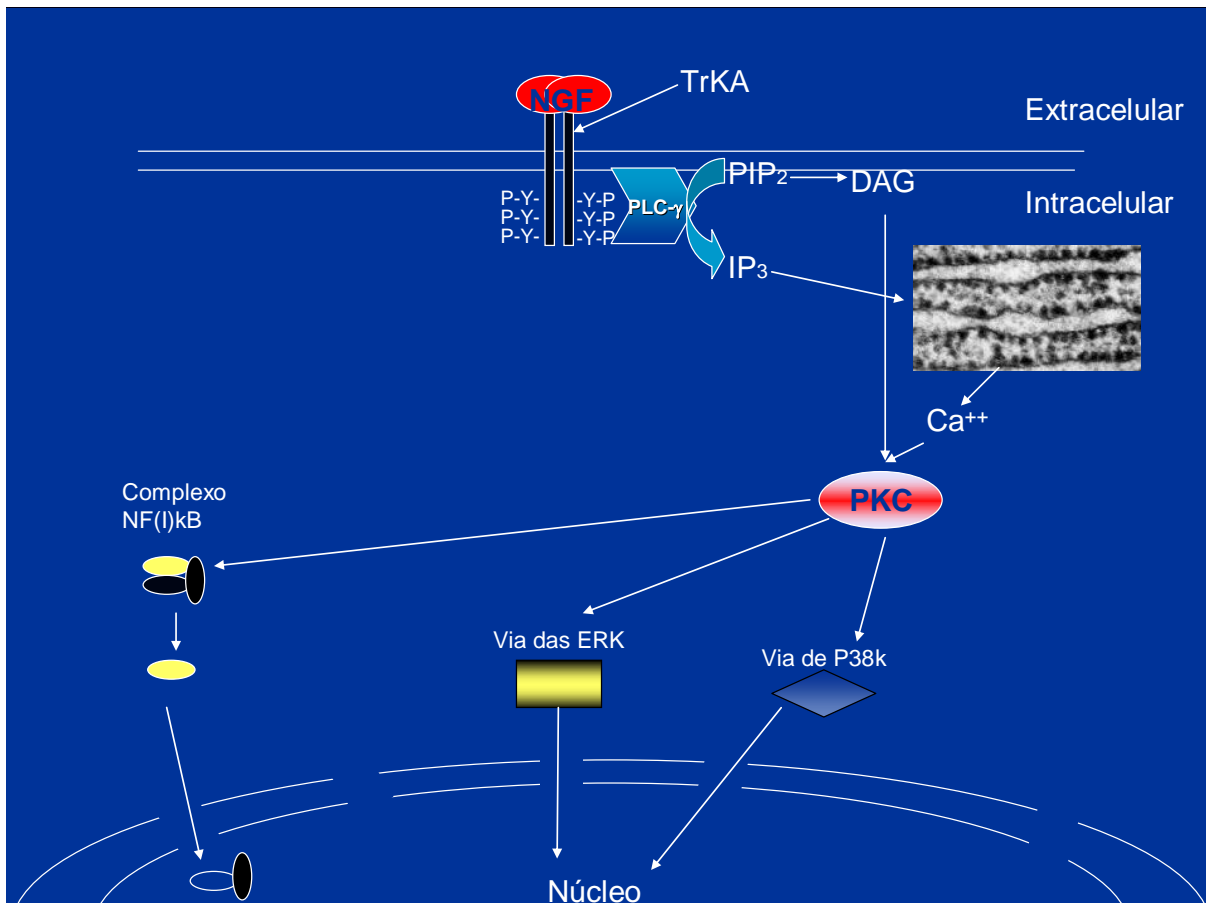 TrKA
NGF
Extracelular
PIP2
DAG
P-Y-
P-Y-
P-Y-
-Y-P
-Y-P
-Y-P
PLC-γ
Intracelular
IP3
Ca++
PKC
Complexo
NF(I)kB
Via das ERK
Via de P38k
Núcleo